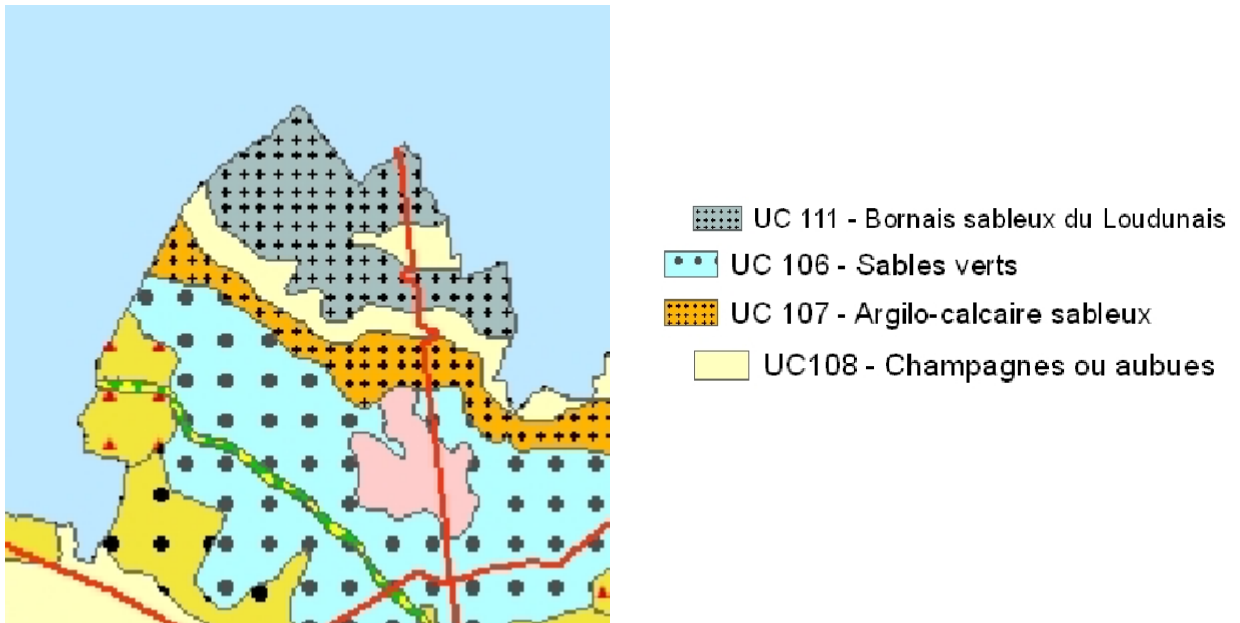 UC 111 - Bornais sableux du Loudunais
UC 106 - Sables verts
UC 107 - Argilo-calcaire sableux
UC108 - Champagnes ou aubues